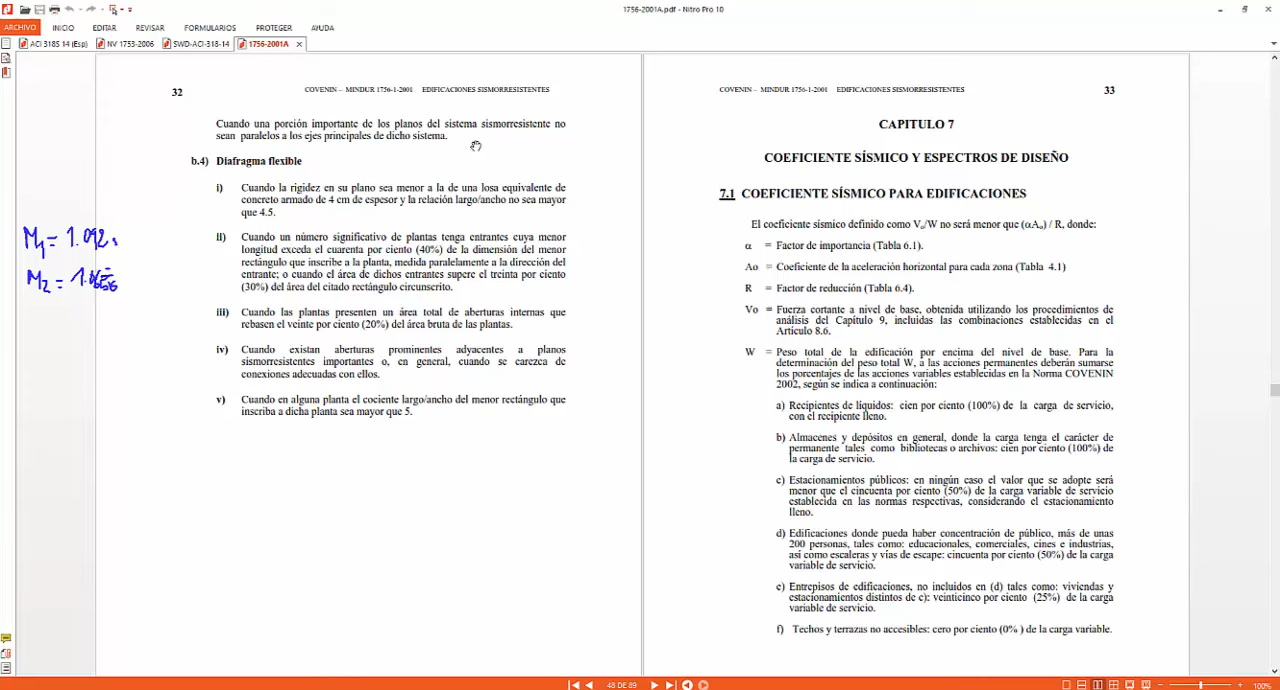 1756-2001A.pdf - Nitro Pro 10
ARCHIVO INICIO EDITAR REVISAR FORMULARIOS PROTEGER AYUDA
ACI 318S 14 (Esp) NV 1753-2006 SWD-ACI-318-14 1756-2001A
32 COVENIN – MINDUR 1756-1-2001 EDIFICACIONES SISMORRESISTENTES
Cuando una porción importante de los planos del sistema sismorresistente no
sean paralelos a los ejes principales de dicho sistema.
b.4) Diafragma flexible
i) Cuando la rigidez en su plano sea menor a la de una losa equivalente de
concreto armado de 4 cm de espesor y la relación largo/ancho no sea mayor
que 4.5.
ii) Cuando un número significativo de plantas tenga entrantes cuya menor
longitud exceda el cuarenta por ciento (40%) de la dimensión del menor
rectángulo que inscribe a la planta, medida paralelamente a la dirección del
entrante; o cuando el área de dichos entrantes supere el treinta por ciento
(30%) del área del citado rectángulo circunscrito.
iii) Cuando las plantas presenten un área total de aberturas internas que
rebasen el veinte por ciento (20%) del área bruta de las plantas.
iv) Cuando existan aberturas prominentes adyacentes a planos
sismorresistentes importantes o, en general, cuando se carezca de
conexiones adecuadas con ellos.
v) Cuando en alguna planta el cociente largo/ancho del menor rectángulo que
inscriba a dicha planta sea mayor que 5.
M1 = 1.092
M2 =
COVENIN – MINDUR 1756-1-2001 EDIFICACIONES SISMORRESISTENTES 33
CAPITULO 7
COEFICIENTE SÍSMICO Y ESPECTROS DE DISEÑO
7.1 COEFICIENTE SÍSMICO PARA EDIFICACIONES
El coeficiente sísmico definido como Vo/W no será menor que (αAo) / R, donde:
α = Factor de importancia (Tabla 6.1).
Ao = Coeficiente de la aceleración horizontal para cada zona (Tabla 4.1)
R = Factor de reducción (Tabla 6.4).
Vo = Fuerza cortante a nivel de base, obtenida utilizando los procedimientos de
análisis del Capítulo 9, incluidas las combinaciones establecidas en el
Artículo 8.6.
W = Peso total de la edificación por encima del nivel de base. Para la
determinación del peso total W, a las acciones permanentes deberán sumarse
los porcentajes de las acciones variables establecidas en la Norma COVENIN
2002, según se indica a continuación:
a) Recipientes de líquidos: cien por ciento (100%) de la carga de servicio,
con el recipiente lleno.
b) Almacenes y depósitos en general, donde la carga tenga el carácter de
permanente tales como bibliotecas o archivos: cien por ciento (100%) de
la carga de servicio.
c) Estacionamientos públicos: en ningún caso el valor que se adopte será
menor que el cincuenta por ciento (50%) de la carga variable de servicio
establecida en las normas respectivas, considerando el estacionamiento
lleno.
d) Edificaciones donde pueda haber concentración de público, más de unas
200 personas, tales como: educacionales, comerciales, cines e industrias,
así como escaleras y vías de escape: cincuenta por ciento (50%) de la carga
variable de servicio.
e) Entrepisos de edificaciones, no incluidos en (d) tales como: viviendas y
estacionamientos distintos de c): veinticinco por ciento (25%) de la carga
variable de servicio.
f) Techos y terrazas no accesibles: cero por ciento (0% ) de la carga variable.
48 DE 89
100%